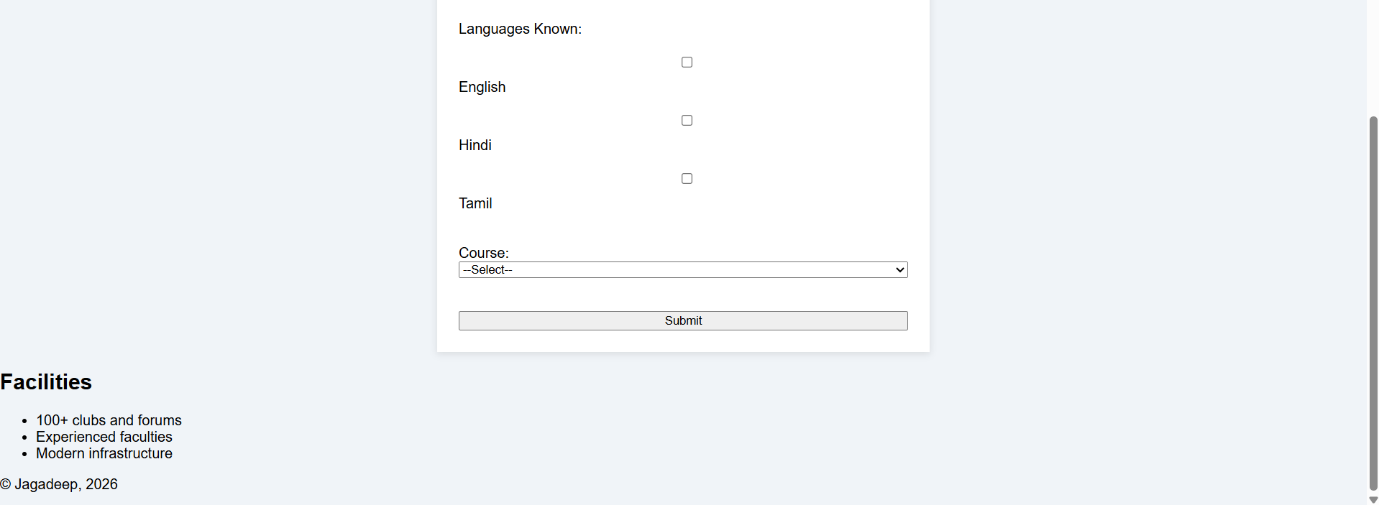 Languages Known:
English
Hindi
Tamil
Course:
--Select--
Submit
Facilities
• 100+ clubs and forums
• Experienced faculties
• Modern infrastructure
© Jagadeep, 2026